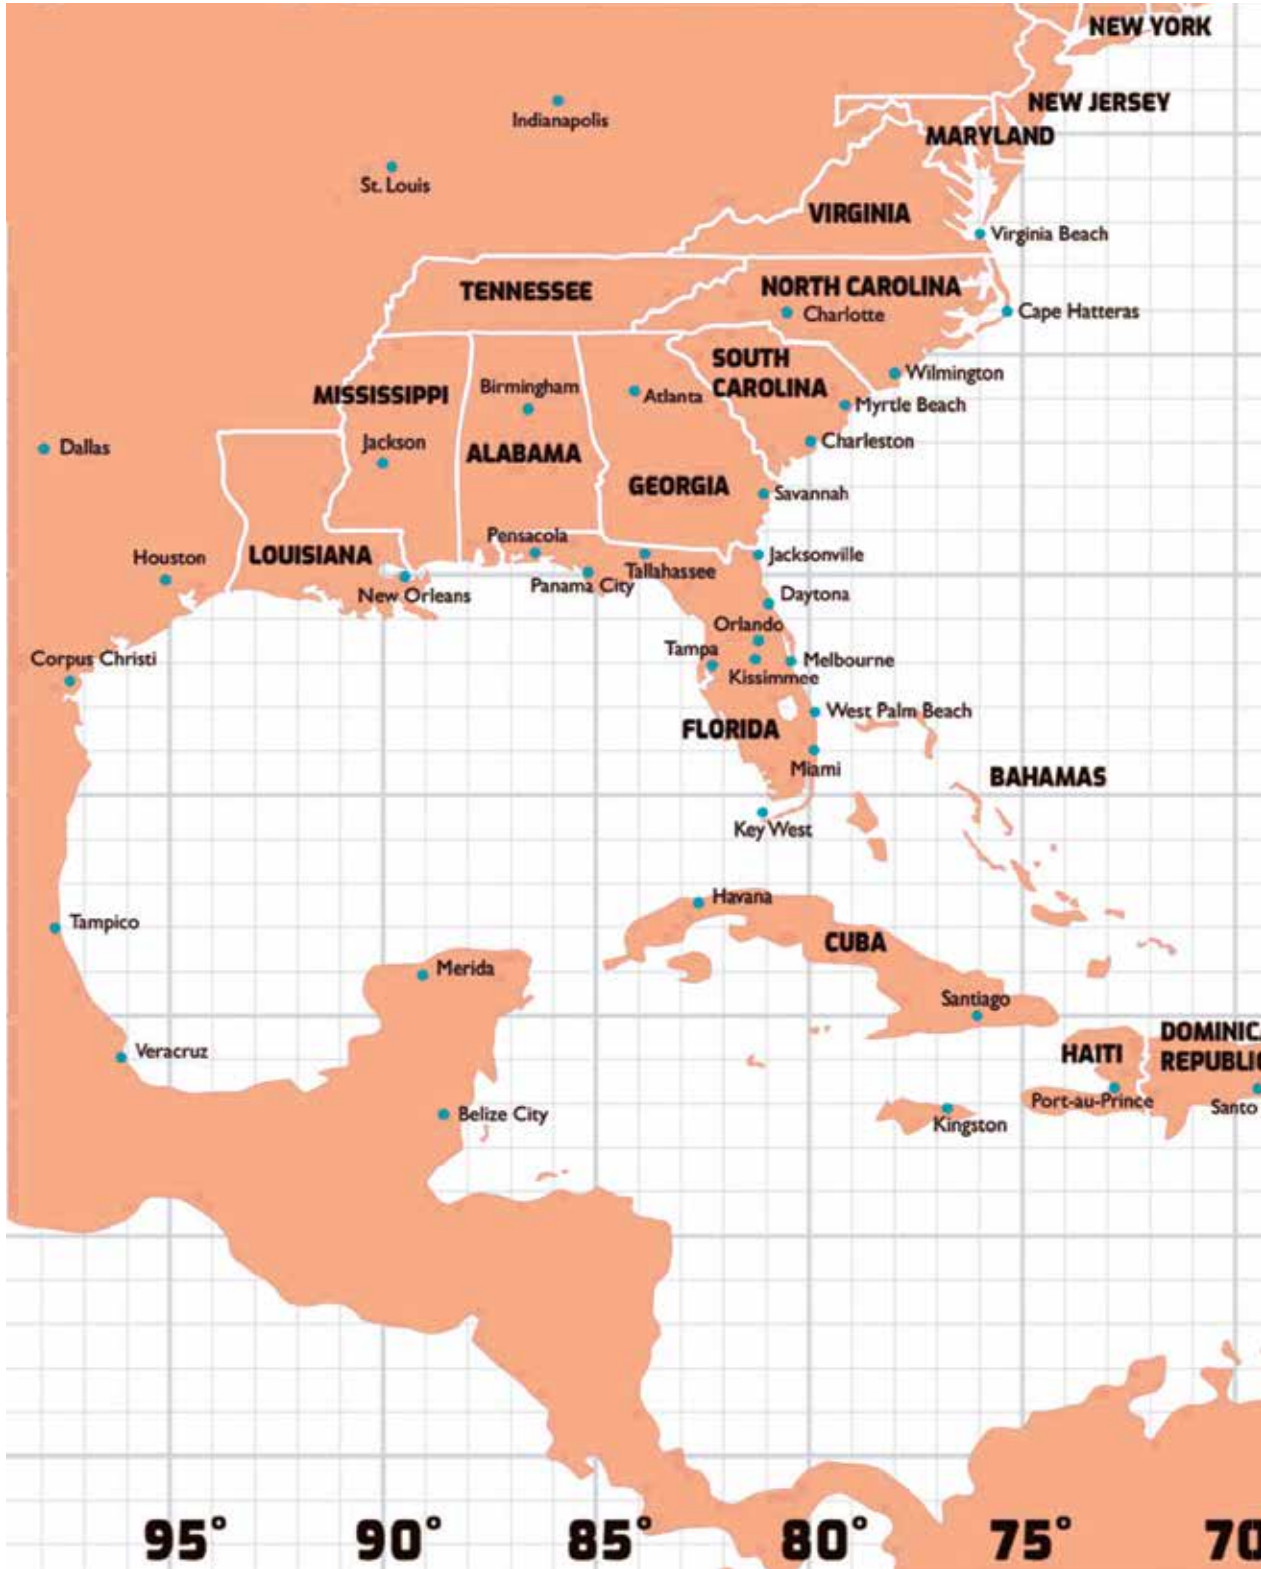 NEW YORK
NEW JERSEY
MARYLAND
Indianapolis
St. Louis
VIRGINIA
Virginia Beach
TENNESSEE
NORTH CAROLINA
Charlotte
Cape Hatteras
SOUTH
CAROLINA
Wilmington
MISSISSIPPI
Birmingham
Atlanta
Myrtle Beach
Dallas
Jackson
ALABAMA
Charleston
GEORGIA
Savannah
Houston
LOUISIANA
Pensacola
Tallahassee
Jacksonville
New Orleans
Panama City
Daytona
Orlando
Corpus Christi
Tampa
Melbourne
Kissimmee
FLORIDA
West Palm Beach
Miami
BAHAMAS
Key West
Havana
Tampico
CUBA
Merida
Santiago
Veracruz
HAITI
DOMINIC
REPUBLIC
Belize City
Port-au-Prince
Santo
Kingston
95° 90° 85° 80° 75° 70